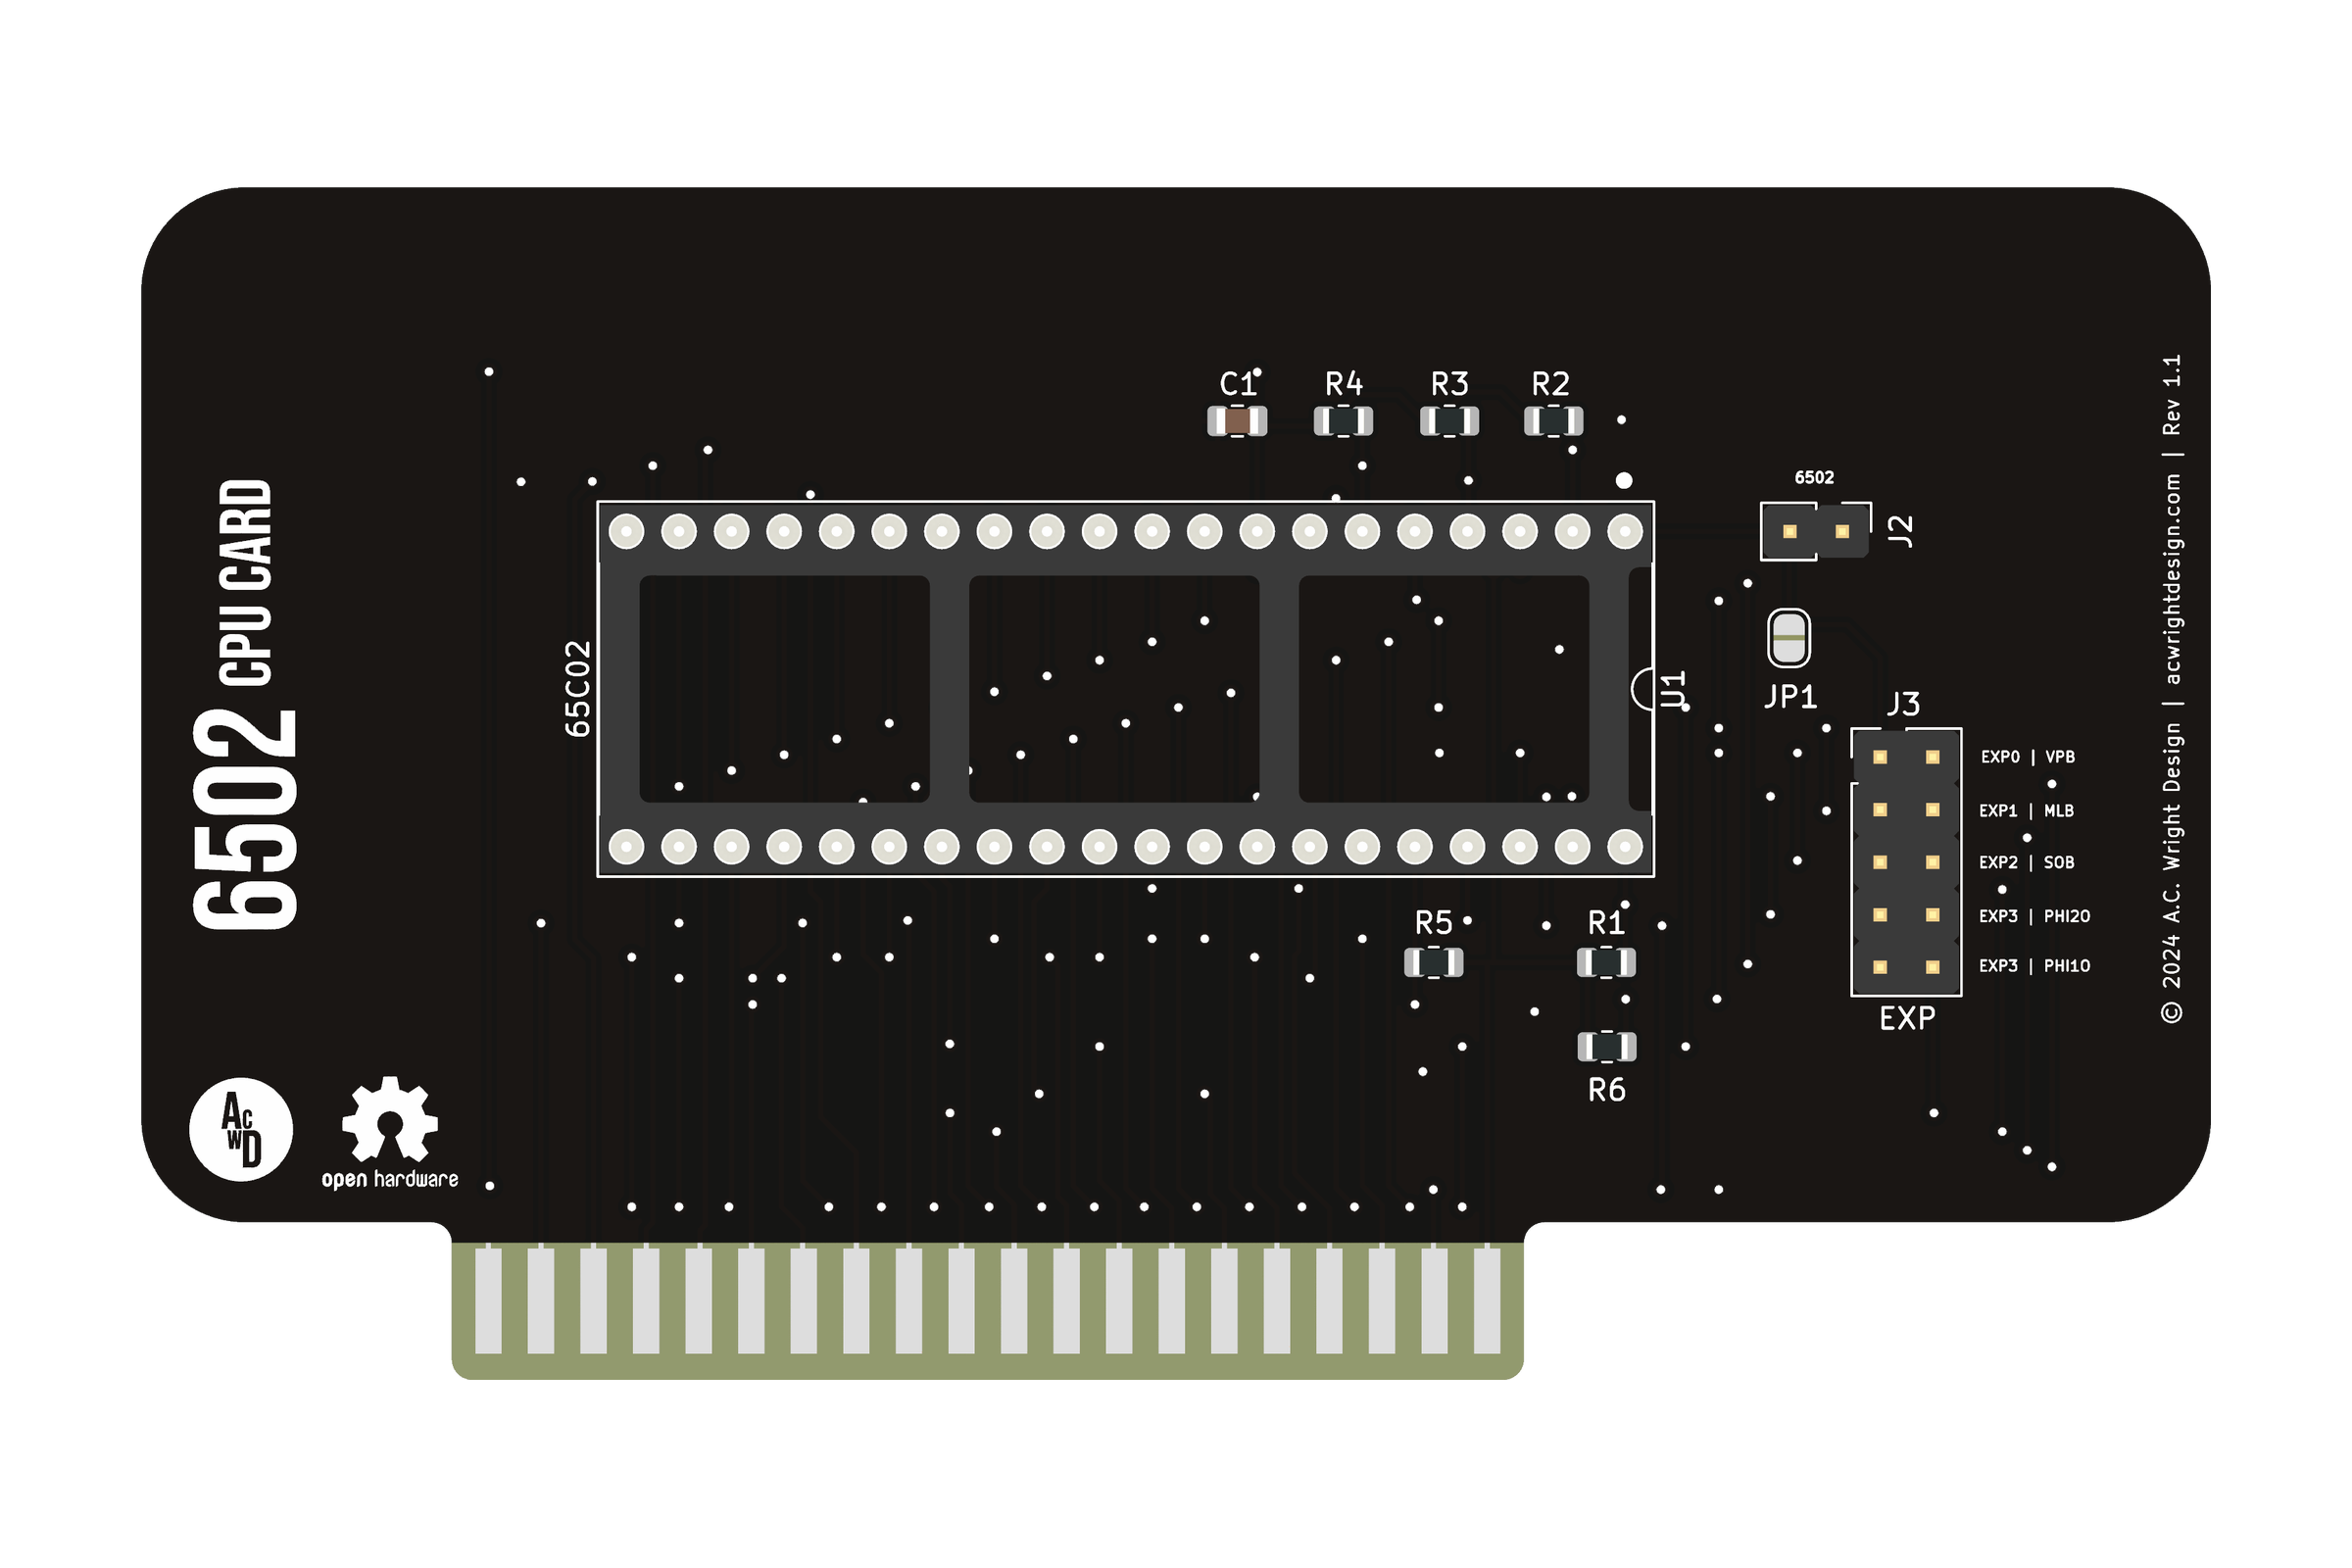 6502 CPU CARD
C1
R4
R3
R2
6502
J2
65C02
U1
JP1
J3
EXP0 | VPB
EXP1 | MLB
EXP2 | SOB
EXP3 | PHI2O
EXP3 | PHI1O
EXP
R5
R1
R6
ACWD
open hardware
© 2024 A.C. Wright Design | acwrightdesign.com | Rev 1.1